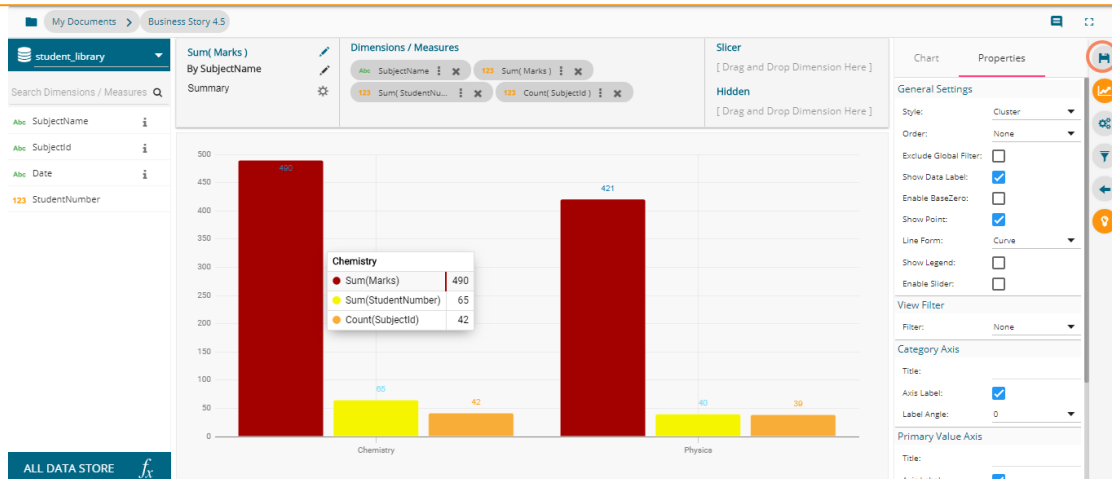 My Documents > Business Story 4.5
student_library
Search Dimensions / Measures
Abc SubjectName i
Abc SubjectId i
Abc Date i
123 StudentNumber
ALL DATA STORE fx
Sum( Marks )
By SubjectName
Summary
Dimensions / Measures
Abc SubjectName
123 Sum( Marks )
123 Sum( StudentNu...
123 Count( SubjectId )
Slicer
[ Drag and Drop Dimension Here ]
Hidden
[ Drag and Drop Dimension Here ]
500
450
400
350
300
250
200
150
100
50
0
490
65
42
421
40
39
Chemistry
Physics
Chemistry
Sum(Marks) 490
Sum(StudentNumber) 65
Count(SubjectId) 42
Chart Properties
General Settings
Style: Cluster
Order: None
Exclude Global Filter:
Show Data Label:
Enable BaseZero:
Show Point:
Line Form: Curve
Show Legend:
Enable Slider:
View Filter
Filter: None
Category Axis
Title:
Axis Label:
Label Angle: 0
Primary Value Axis
Title: